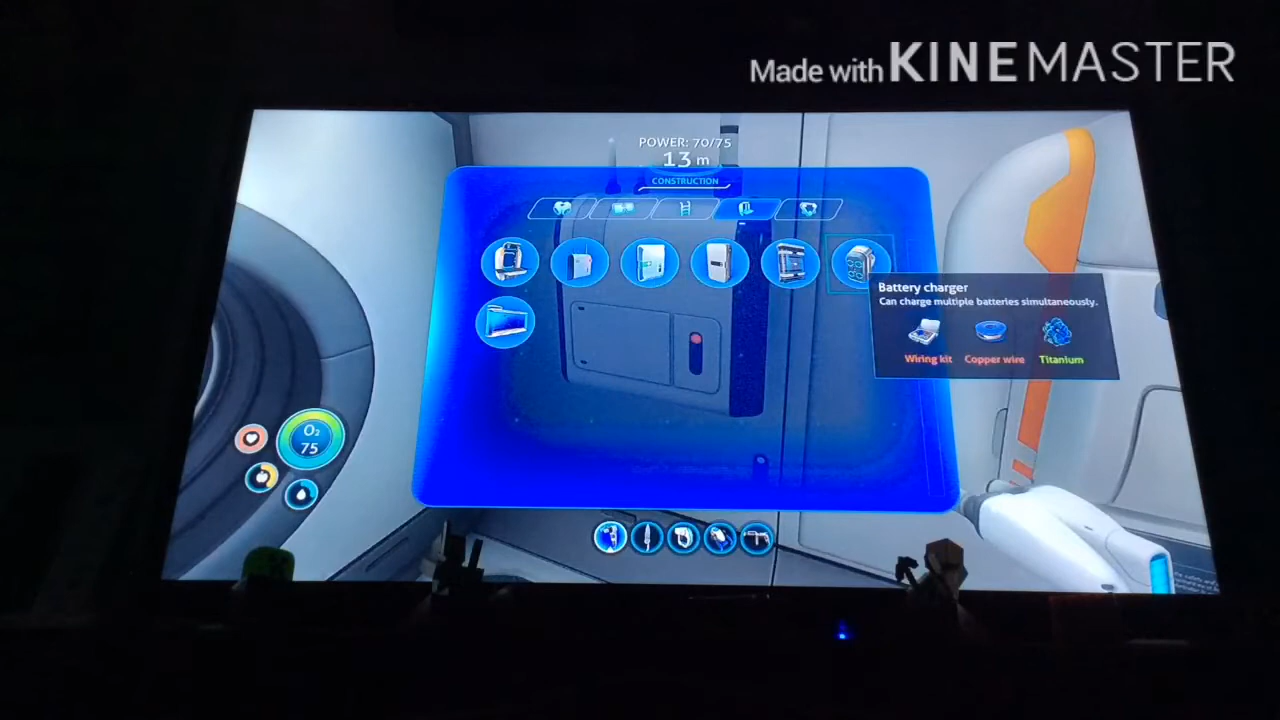 Made with KINEMASTER
POWER: 70/75
13 m
CONSTRUCTION
Battery charger
Can charge multiple batteries simultaneously.
Wiring kit Copper wire Titanium
O₂
75